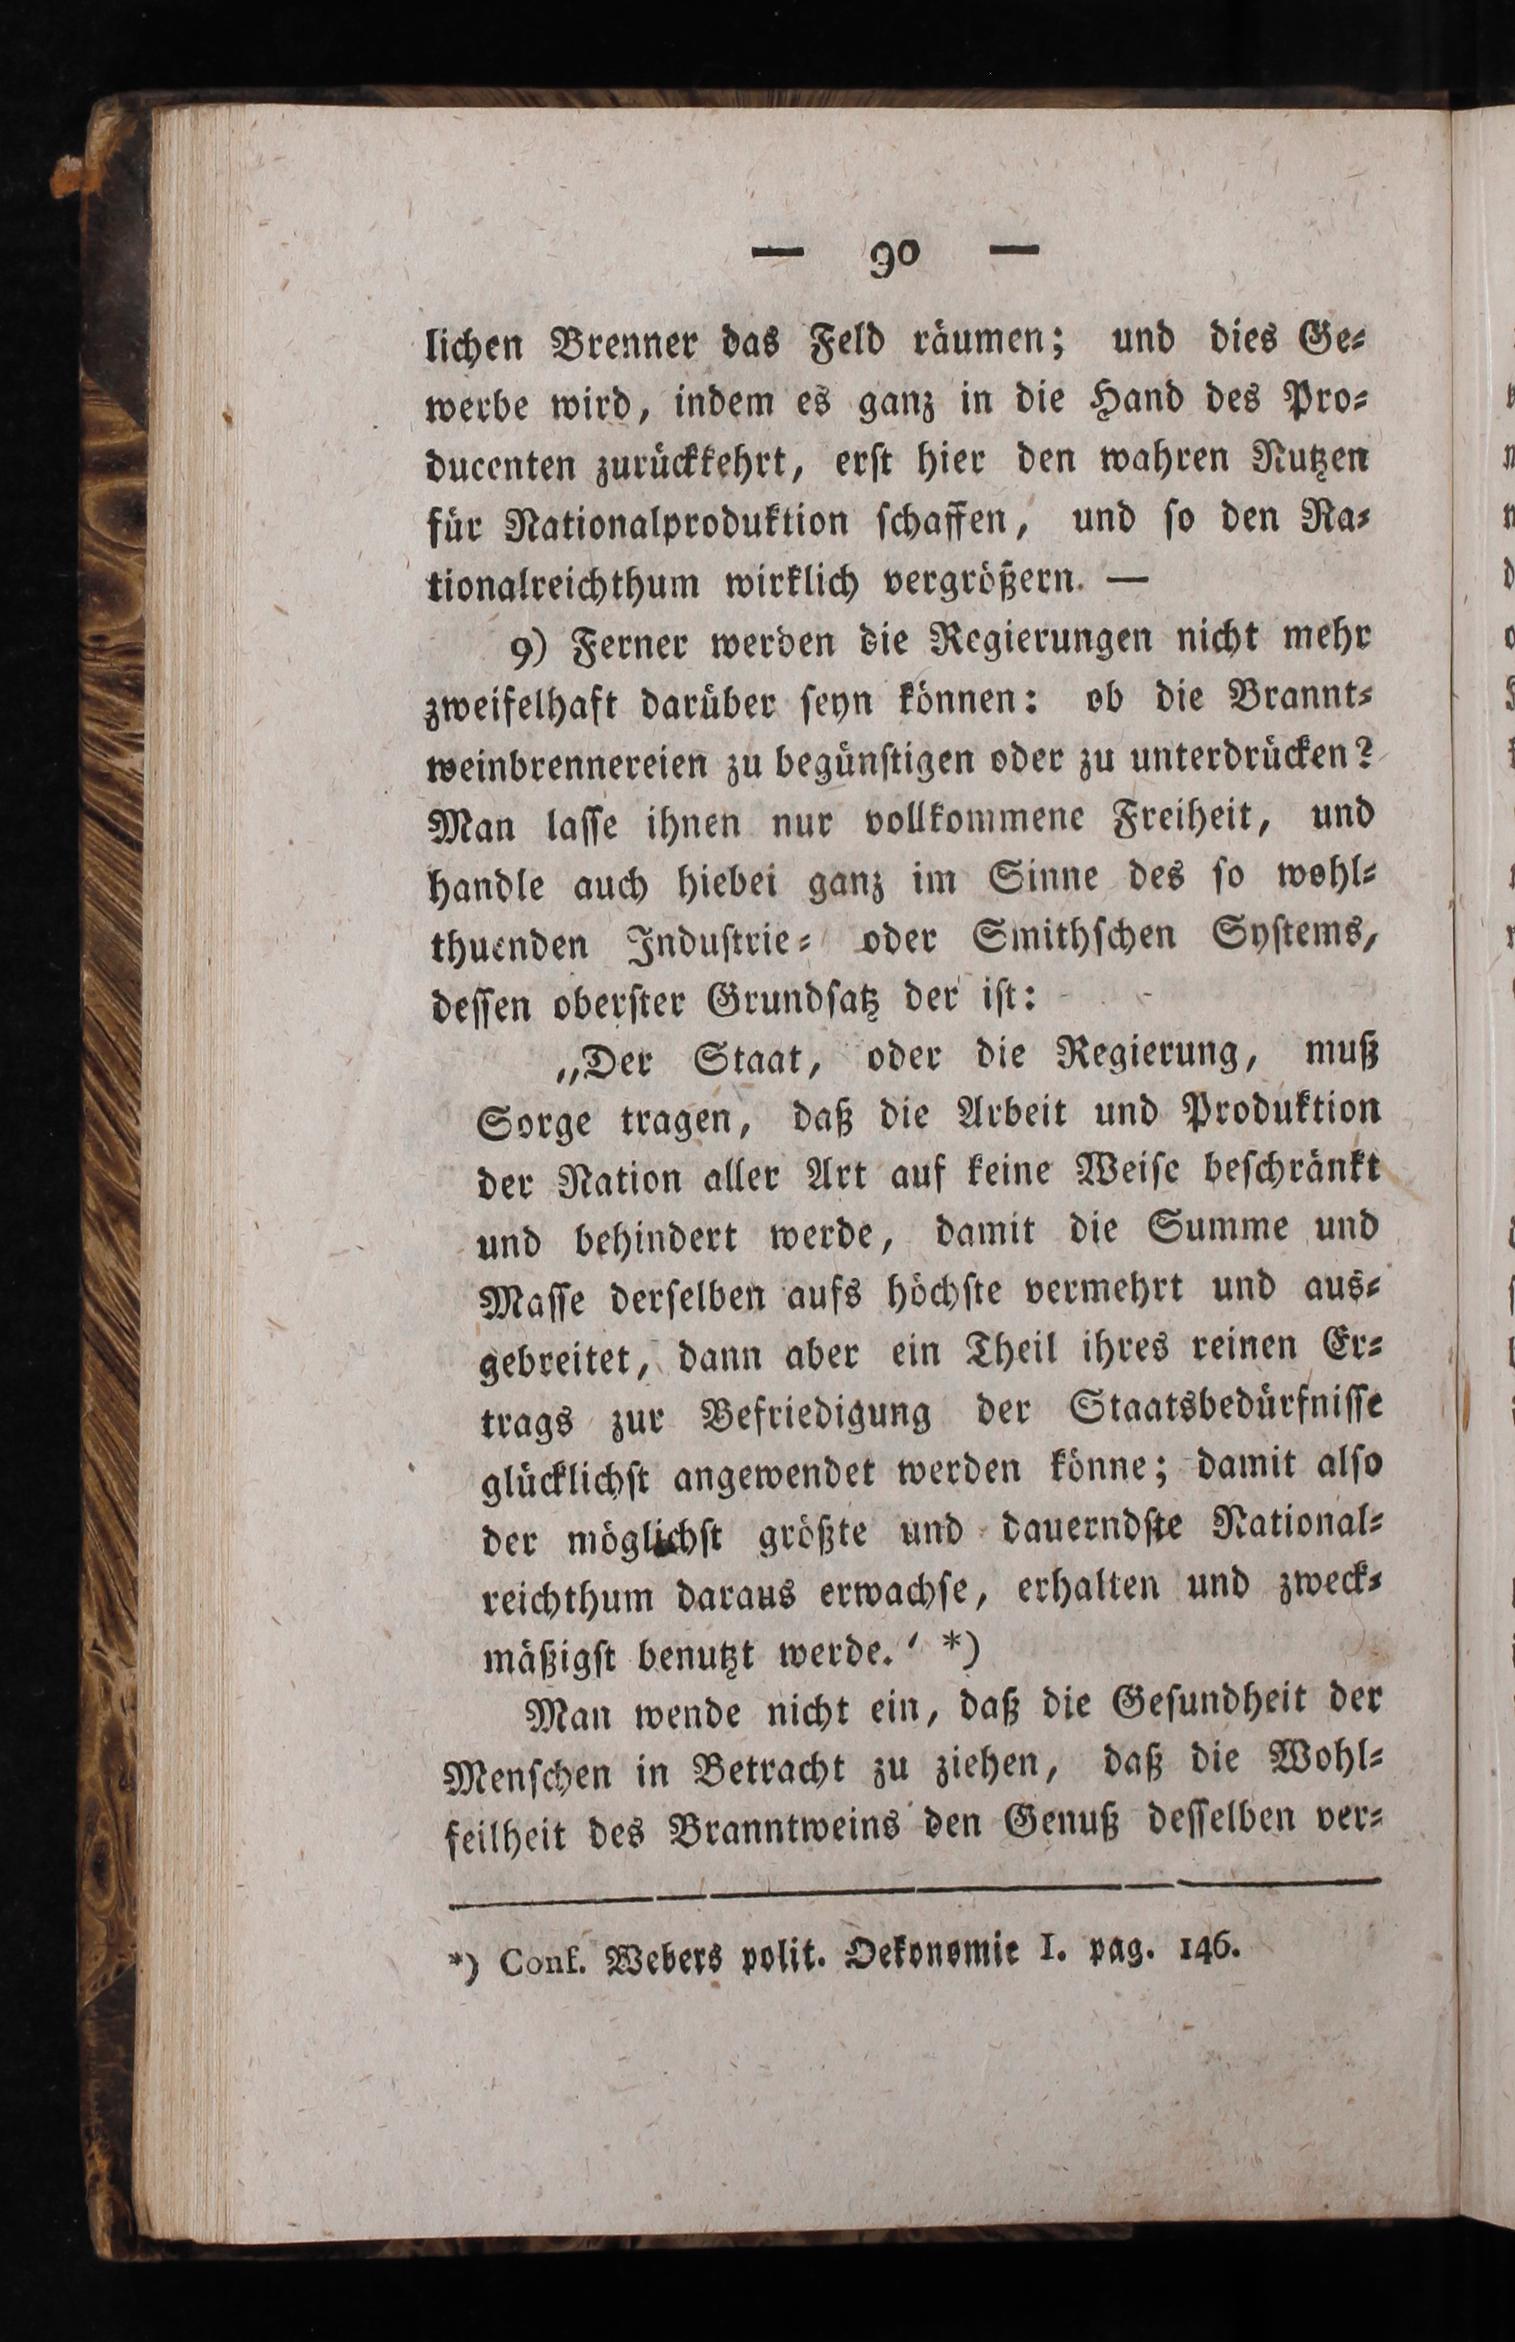 — 90 —
lichen Brenner das Feld räumen; und dies Ge⸗
werbe wird, indem es ganz in die Hand des Pro⸗
ducenten zurückkehrt, erſt hier den wahren Nutzen
für Nationalproduktion ſchaffen, und ſo den Na⸗
tionalreichthum wirklich vergrößern. —
9) Ferner werden die Regierungen nicht mehr
zweifelhaft darüber ſeyn können: ob die Brannt⸗
weinbrennereien zu begünſtigen oder zu unterdrücken?
Man laſſe ihnen nur vollkommene Freiheit, und
handle auch hiebei ganz im Sinne des ſo wohl⸗
thuenden Induſtrie⸗ oder Smithſchen Syſtems,
deſſen oberſter Grundſatz der iſt:
„Der Staat, oder die Regierung, muß
Sorge tragen, daß die Arbeit und Produktion
der Nation aller Art auf keine Weiſe beſchränkt
und behindert werde, damit die Summe und
Maſſe derſelben aufs höchſte vermehrt und aus⸗
gebreitet, dann aber ein Theil ihres reinen Er⸗
trags zur Befriedigung der Staatsbedürfniſſe
glücklichſt angewendet werden könne; damit alſo
der möglichſt größte und dauerndſte National⸗
reichthum daraus erwachſe, erhalten und zweck⸗
mäßigſt benutzt werde.‘ *)
Man wende nicht ein, daß die Geſundheit der
Menſchen in Betracht zu ziehen, daß die Wohl⸗
feilheit des Branntweins den Genuß deſſelben ver⸗
*) Conf. Webers polit. Oekonomie I. pag. 146.